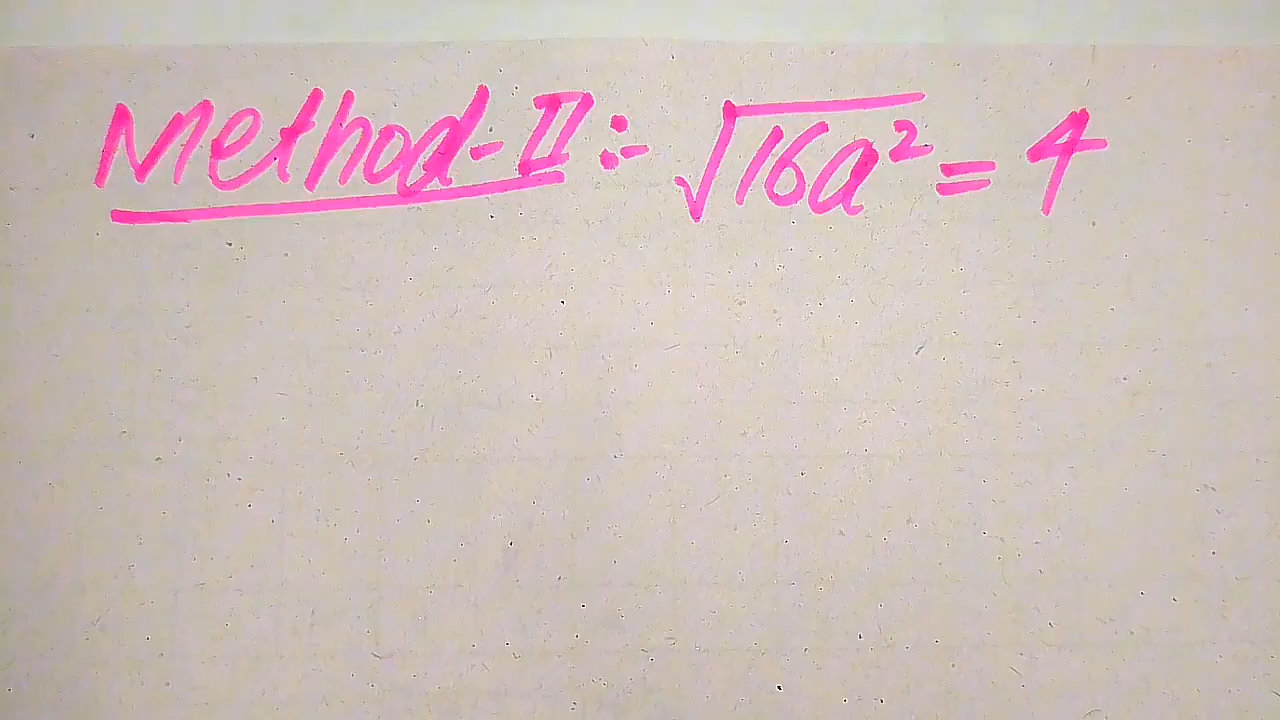 Method-II:- √16a² = 4